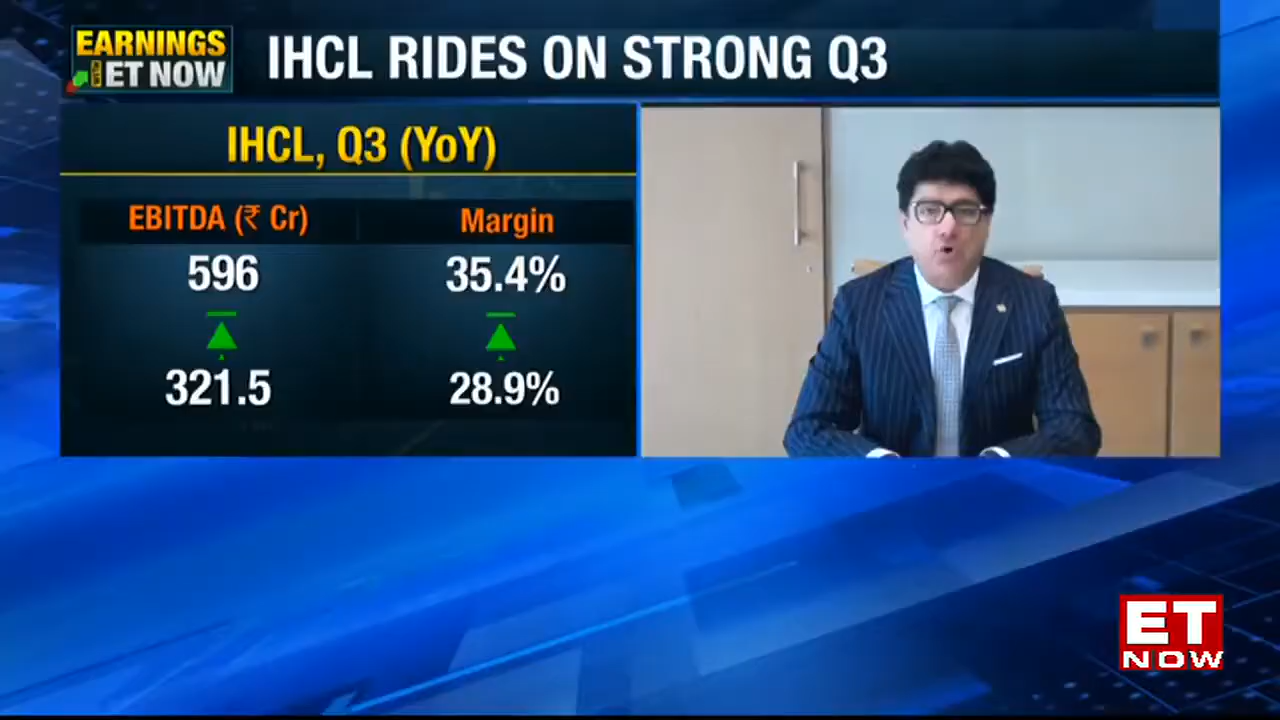 EARNINGS
WITH
ET NOW
IHCL RIDES ON STRONG Q3
IHCL, Q3 (YoY)
EBITDA (₹ Cr) Margin
596 35.4%
321.5 28.9%
ET
NOW